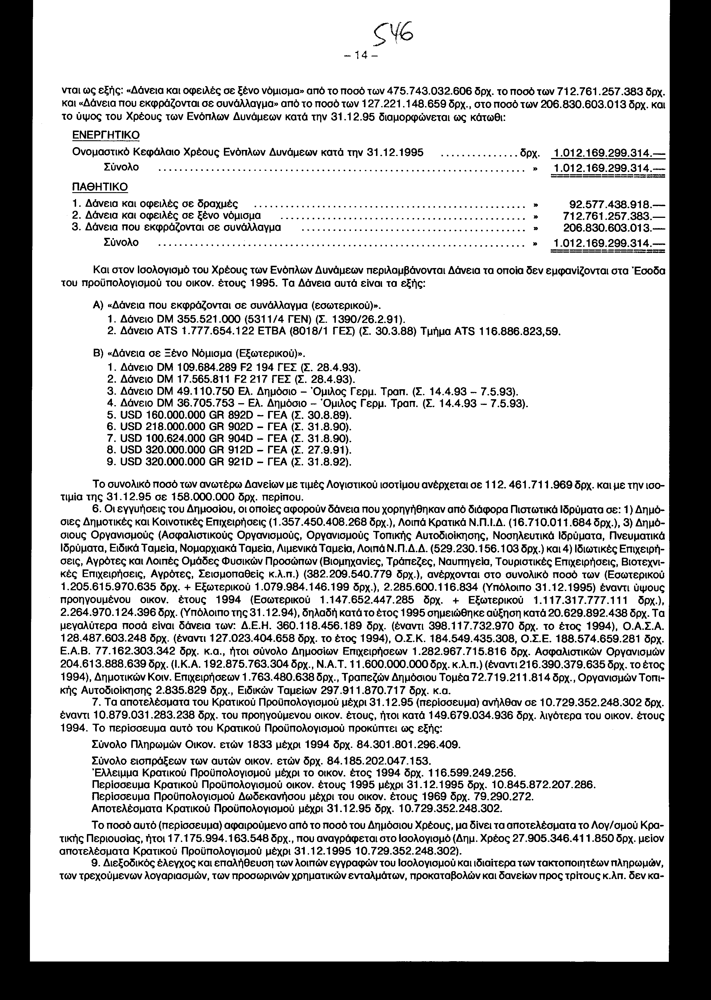 546
– 14 –
νται ως εξής: «Δάνεια και οφειλές σε ξένο νόμισμα» από το ποσό των 475.743.032.606 δρχ. το ποσό των 712.761.257.383 δρχ.
και «Δάνεια που εκφράζονται σε συνάλλαγμα» από το ποσό των 127.221.148.659 δρχ., στο ποσό των 206.830.603.013 δρχ. και
το ύψος του Χρέους των Ενόπλων Δυνάμεων κατά την 31.12.95 διαμορφώνεται ως κάτωθι:
ΕΝΕΡΓΗΤΙΚΟ
Ονομαστικό Κεφάλαιο Χρέους Ενόπλων Δυνάμεων κατά την 31.12.1995 ............... δρχ. 1.012.169.299.314.—
Σύνολο ...................................................................... » 1.012.169.299.314.—
ΠΑΘΗΤΙΚΟ
1. Δάνεια και οφειλές σε δραχμές .................................................... » 92.577.438.918.—
2. Δάνεια και οφειλές σε ξένο νόμισμα ............................................... » 712.761.257.383.—
3. Δάνεια που εκφράζονται σε συνάλλαγμα ........................................... » 206.830.603.013.—
Σύνολο ...................................................................... » 1.012.169.299.314.—
Και στον Ισολογισμό του Χρέους των Ενόπλων Δυνάμεων περιλαμβάνονται Δάνεια τα οποία δεν εμφανίζονται στα Έσοδα
του προϋπολογισμού του οικον. έτους 1995. Τα Δάνεια αυτά είναι τα εξής:
Α) «Δάνεια που εκφράζονται σε συνάλλαγμα (εσωτερικού)».
1. Δάνειο DM 355.521.000 (5311/4 ΓΕΝ) (Σ. 1390/26.2.91).
2. Δάνειο ATS 1.777.654.122 ΕΤΒΑ (8018/1 ΓΕΣ) (Σ. 30.3.88) Τμήμα ATS 116.886.823,59.
Β) «Δάνεια σε Ξένο Νόμισμα (Εξωτερικού)».
1. Δάνειο DM 109.684.289 F2 194 ΓΕΣ (Σ. 28.4.93).
2. Δάνειο DM 17.565.811 F2 217 ΓΕΣ (Σ. 28.4.93).
3. Δάνειο DM 49.110.750 Ελ. Δημόσιο – Όμιλος Γερμ. Τραπ. (Σ. 14.4.93 – 7.5.93).
4. Δάνειο DM 36.705.753 – Ελ. Δημόσιο – Όμιλος Γερμ. Τραπ. (Σ. 14.4.93 – 7.5.93).
5. USD 160.000.000 GR 892D – ΓΕΑ (Σ. 30.8.89).
6. USD 218.000.000 GR 902D – ΓΕΑ (Σ. 31.8.90).
7. USD 100.624.000 GR 904D – ΓΕΑ (Σ. 31.8.90).
8. USD 320.000.000 GR 912D – ΓΕΑ (Σ. 27.9.91).
9. USD 320.000.000 GR 921D – ΓΕΑ (Σ. 31.8.92).
Το συνολικό ποσό των ανωτέρω Δανείων με τιμές Λογιστικού ισοτίμου ανέρχεται σε 112. 461.711.969 δρχ. και με την ισο-
τιμία της 31.12.95 σε 158.000.000 δρχ. περίπου.
6. Οι εγγυήσεις του Δημοσίου, οι οποίες αφορούν δάνεια που χορηγήθηκαν από διάφορα Πιστωτικά Ιδρύματα σε: 1) Δημό-
σιες Δημοτικές και Κοινοτικές Επιχειρήσεις (1.357.450.408.268 δρχ.), Λοιπά Κρατικά Ν.Π.Ι.Δ. (16.710.011.684 δρχ.), 3) Δημό-
σιους Οργανισμούς (Ασφαλιστικούς Οργανισμούς, Οργανισμούς Τοπικής Αυτοδιοίκησης, Νοσηλευτικά Ιδρύματα, Πνευματικά
Ιδρύματα, Ειδικά Ταμεία, Νομαρχιακά Ταμεία, Λιμενικά Ταμεία, Λοιπά Ν.Π.Δ.Δ. (529.230.156.103 δρχ.) και 4) Ιδιωτικές Επιχειρή-
σεις, Αγρότες και Λοιπές Ομάδες Φυσικών Προσώπων (Βιομηχανίες, Τράπεζες, Ναυπηγεία, Τουριστικές Επιχειρήσεις, Βιοτεχνι-
κές Επιχειρήσεις, Αγρότες, Σεισμοπαθείς κ.λ.π.) (382.209.540.779 δρχ.), ανέρχονται στο συνολικό ποσό των (Εσωτερικού
1.205.615.970.635 δρχ. + Εξωτερικού 1.079.984.146.199 δρχ.), 2.285.600.116.834 (Υπόλοιπο 31.12.1995) έναντι ύψους
προηγουμένου οικον. έτους 1994 (Εσωτερικού 1.147.652.447.285 δρχ. + Εξωτερικού 1.117.317.777.111 δρχ.),
2.264.970.124.396 δρχ. (Υπόλοιπο της 31.12.94), δηλαδή κατά το έτος 1995 σημειώθηκε αύξηση κατά 20.629.892.438 δρχ. Τα
μεγαλύτερα ποσά είναι δάνεια των: Δ.Ε.Η. 360.118.456.189 δρχ. (έναντι 398.117.732.970 δρχ. το έτος 1994), Ο.Α.Σ.Α.
128.487.603.248 δρχ. (έναντι 127.023.404.658 δρχ. το έτος 1994), Ο.Σ.Κ. 184.549.435.308, Ο.Σ.Ε. 188.574.659.281 δρχ.
Ε.Α.Β. 77.162.303.342 δρχ. κ.α., ήτοι σύνολο Δημοσίων Επιχειρήσεων 1.282.967.715.816 δρχ. Ασφαλιστικών Οργανισμών
204.613.888.639 δρχ. (Ι.Κ.Α. 192.875.763.304 δρχ., Ν.Α.Τ. 11.600.000.000 δρχ. κ.λ.π.) (έναντι 216.390.379.635 δρχ. το έτος
1994), Δημοτικών Κοιν. Επιχειρήσεων 1.763.480.638 δρχ., Τραπεζών Δημόσιου Τομέα 72.719.211.814 δρχ., Οργανισμών Τοπι-
κής Αυτοδιοίκησης 2.835.829 δρχ., Ειδικών Ταμείων 297.911.870.717 δρχ. κ.α.
7. Τα αποτελέσματα του Κρατικού Προϋπολογισμού μέχρι 31.12.95 (περίσσευμα) ανήλθαν σε 10.729.352.248.302 δρχ.
έναντι 10.879.031.283.238 δρχ. του προηγούμενου οικον. έτους, ήτοι κατά 149.679.034.936 δρχ. λιγότερα του οικον. έτους
1994. Το περίσσευμα αυτό του Κρατικού Προϋπολογισμού προκύπτει ως εξής:
Σύνολο Πληρωμών Οικον. ετών 1833 μέχρι 1994 δρχ. 84.301.801.296.409.
Σύνολο εισπράξεων των αυτών οικον. ετών δρχ. 84.185.202.047.153.
Έλλειμμα Κρατικού Προϋπολογισμού μέχρι το οικον. έτος 1994 δρχ. 116.599.249.256.
Περίσσευμα Κρατικού Προϋπολογισμού οικον. έτους 1995 μέχρι 31.12.1995 δρχ. 10.845.872.207.286.
Περίσσευμα Προϋπολογισμού Δωδεκανήσου μέχρι του οικον. έτους 1969 δρχ. 79.290.272.
Αποτελέσματα Κρατικού Προϋπολογισμού μέχρι 31.12.95 δρχ. 10.729.352.248.302.
Το ποσό αυτό (περίσσευμα) αφαιρούμενο από το ποσό του Δημόσιου Χρέους, μα δίνει τα αποτελέσματα το Λογ/σμού Κρα-
τικής Περιουσίας, ήτοι 17.175.994.163.548 δρχ., που αναγράφεται στο Ισολογισμό (Δημ. Χρέος 27.905.346.411.850 δρχ. μείον
αποτελέσματα Κρατικού Προϋπολογισμού μέχρι 31.12.1995 10.729.352.248.302).
9. Διεξοδικός έλεγχος και επαλήθευση των λοιπών εγγραφών του Ισολογισμού και ιδιαίτερα των τακτοποιητέων πληρωμών,
των τρεχούμενων λογαριασμών, των προσωρινών χρηματικών ενταλμάτων, προκαταβολών και δανείων προς τρίτους κ.λπ. δεν κα-